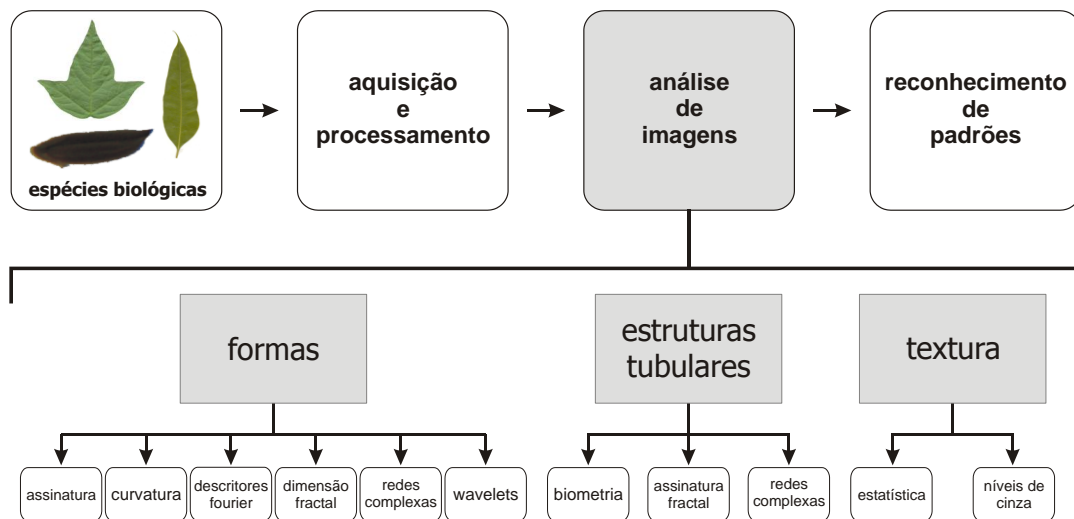 espécies biológicas
aquisição
e
processamento
análise
de
imagens
reconhecimento
de
padrões
formas
estruturas
tubulares
textura
assinatura
curvatura
descritores
fourier
dimensão
fractal
redes
complexas
wavelets
biometria
assinatura
fractal
redes
complexas
estatística
níveis de
cinza